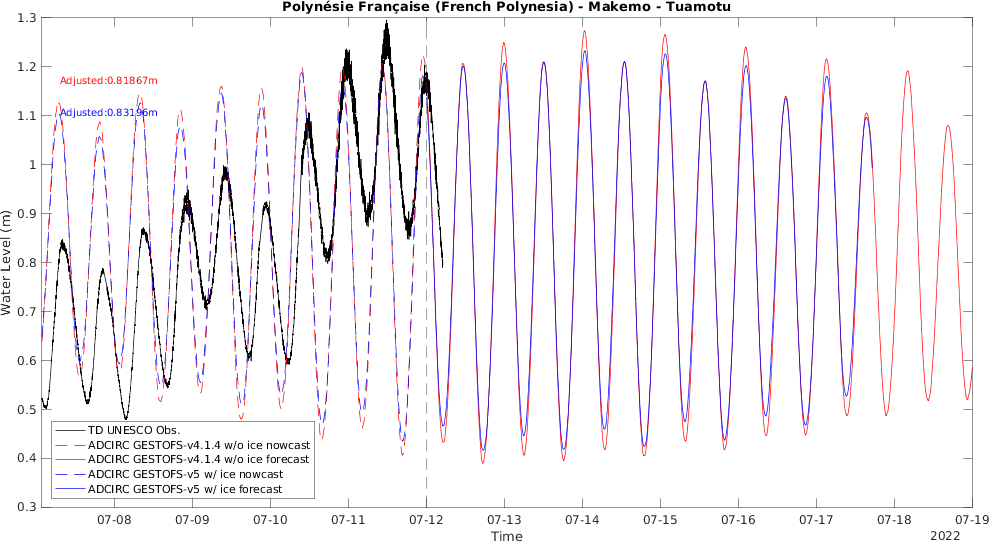 Polynésie Française (French Polynesia) - Makemo - Tuamotu
1.3
1.2
1.1
1
0.9
0.8
0.7
0.6
0.5
0.4
0.3
Water Level (m)
Adjusted:0.81867m
Adjusted:0.83196m
TD UNESCO Obs.
ADCIRC GESTOFS-v4.1.4 w/o ice nowcast
ADCIRC GESTOFS-v4.1.4 w/o ice forecast
ADCIRC GESTOFS-v5 w/ ice nowcast
ADCIRC GESTOFS-v5 w/ ice forecast
07-08 07-09 07-10 07-11 07-12 07-13 07-14 07-15 07-16 07-17 07-18 07-19
Time
2022